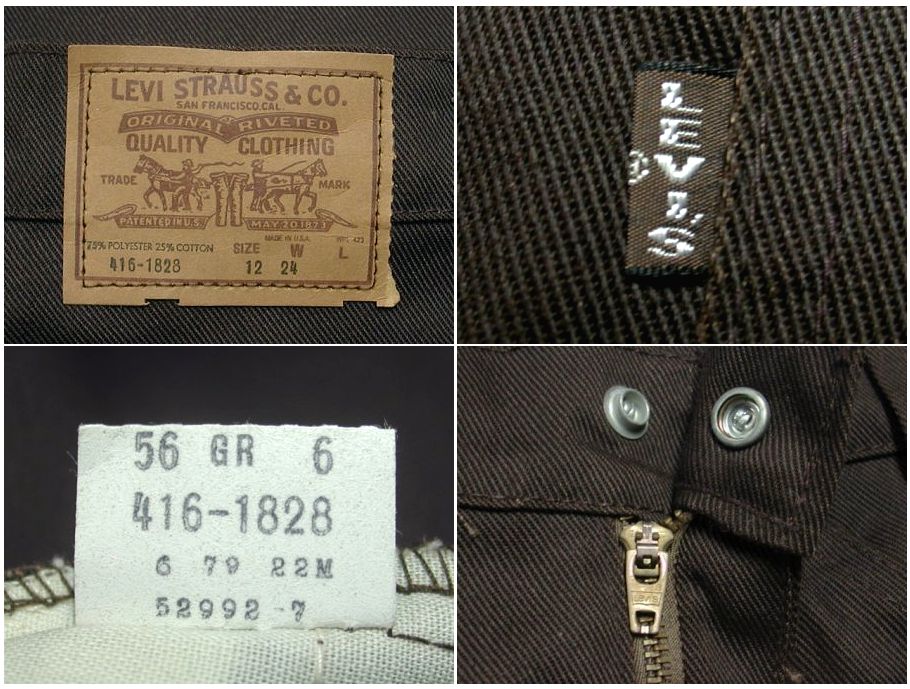 LEVI STRAUSS & CO.
SAN FRANCISCO, CAL.
ORIGINAL RIVETED
QUALITY CLOTHING
TRADE MARK
PATENTED IN U.S. MAY 20 1873
MADE IN U.S.A.
75% POLYESTER 25% COTTON SIZE W L
416-1828 12 24
LEVI'S
®
56 GR 6
416-1828
6 79 22M
52992-7
LEVI'S